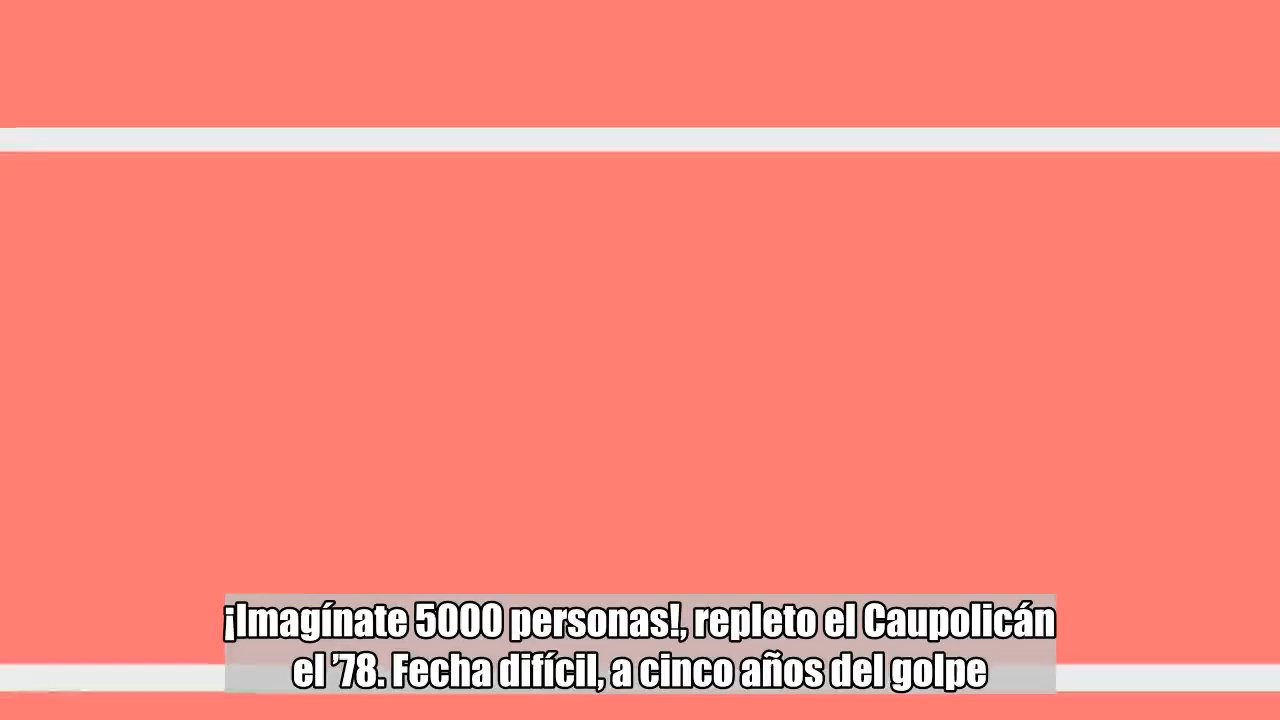 ¡Imagínate 5000 personas!, repleto el Caupolicán
el ’78. Fecha difícil, a cinco años del golpe